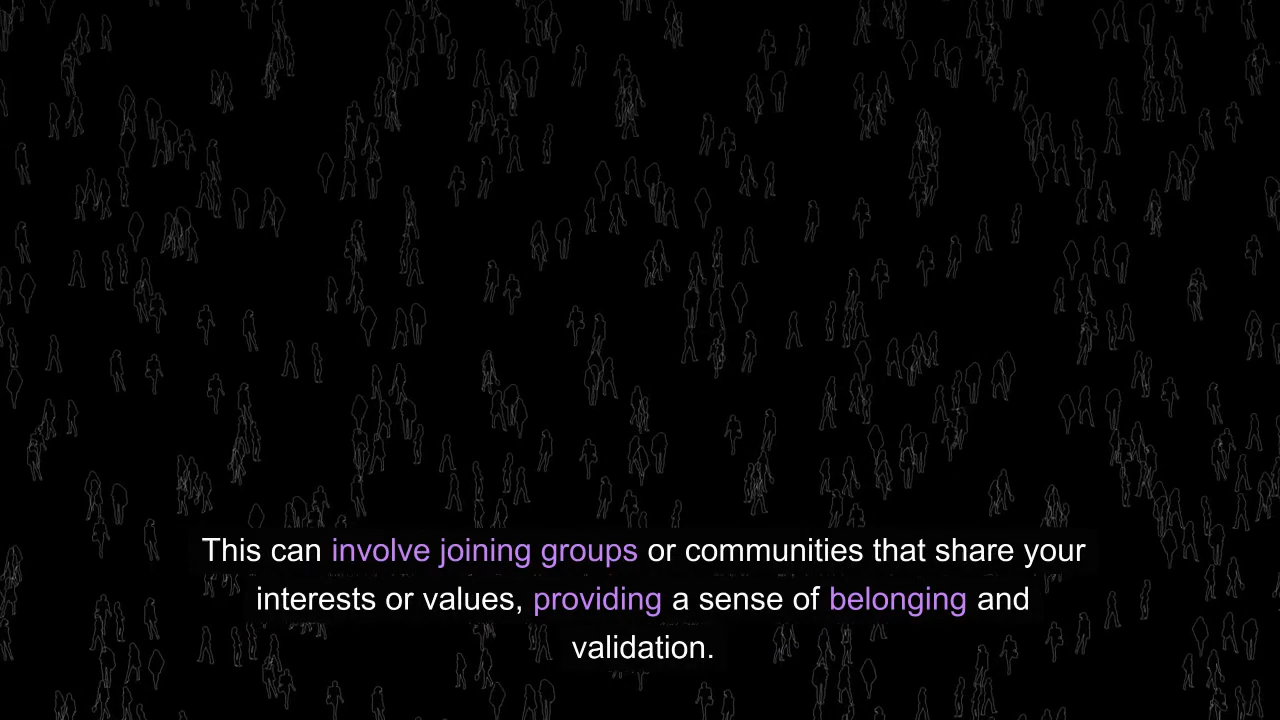 This can involve joining groups or communities that share your
interests or values, providing a sense of belonging and
validation.